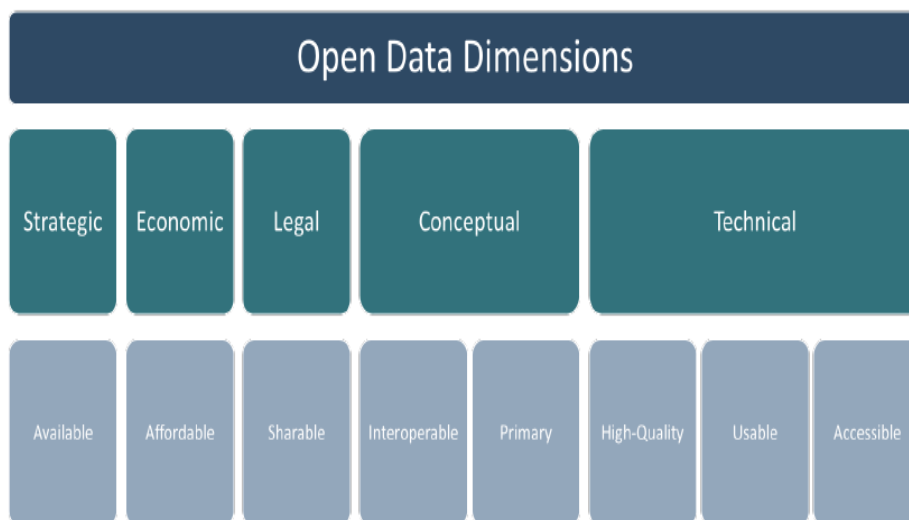 Open Data Dimensions
Strategic
Economic
Legal
Conceptual
Technical
Available
Affordable
Sharable
Interoperable
Primary
High-Quality
Usable
Accessible